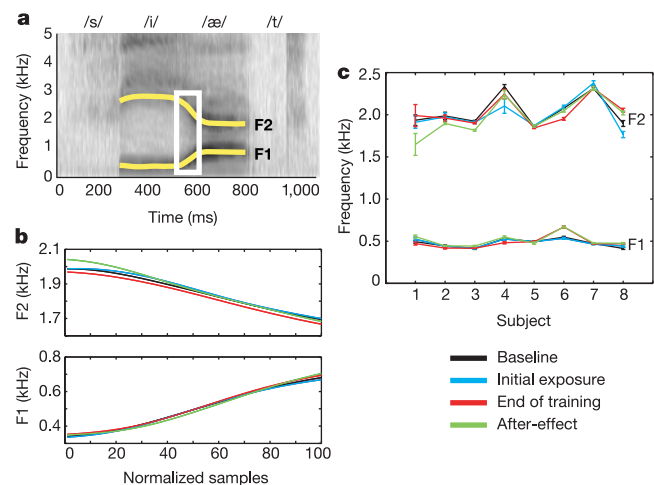 a
/s/ /i/ /æ/ /t/
5
4
3
2
1
0
Frequency (kHz)
F2
F1
0 200 400 600 800 1,000
Time (ms)
b
2.1
1.9
1.7
F2 (kHz)
0.8
0.6
0.4
F1 (kHz)
0 20 40 60 80 100
Normalized samples
c
2.5
2.0
1.5
1.0
0.5
0
Frequency (kHz)
F2
F1
1 2 3 4 5 6 7 8
Subject
Baseline
Initial exposure
End of training
After-effect